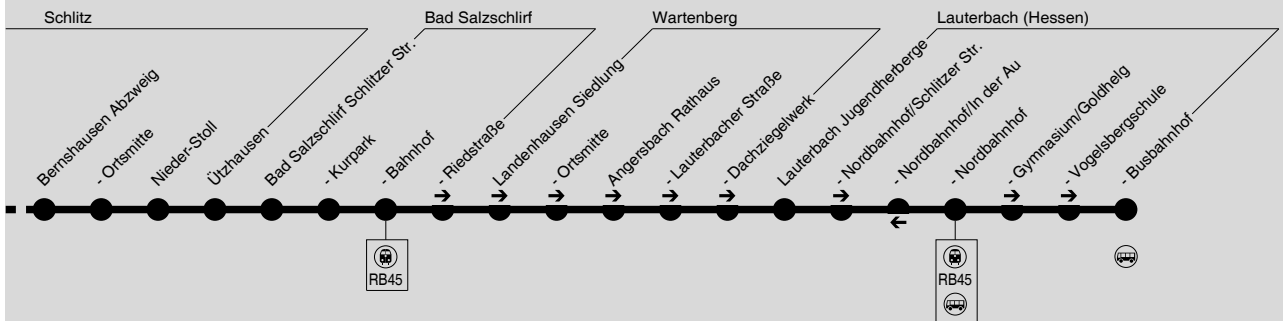 Schlitz
Bad Salzschlirf
Wartenberg
Lauterbach (Hessen)
Bernshausen Abzweig
- Ortsmitte
Nieder-Stoll
Ützhausen
Bad Salzschlirf Schlitzer Str.
- Kurpark
- Bahnhof
- Riedstraße
Landenhausen Siedlung
- Ortsmitte
Angersbach Rathaus
- Lauterbacher Straße
- Dachziegelwerk
Lauterbach Jugendherberge
- Nordbahnhof/Schlitzer Str.
- Nordbahnhof/In der Au
- Nordbahnhof
- Gymnasium/Goldhelg
- Vogelsbergschule
- Busbahnhof
RB45
RB45